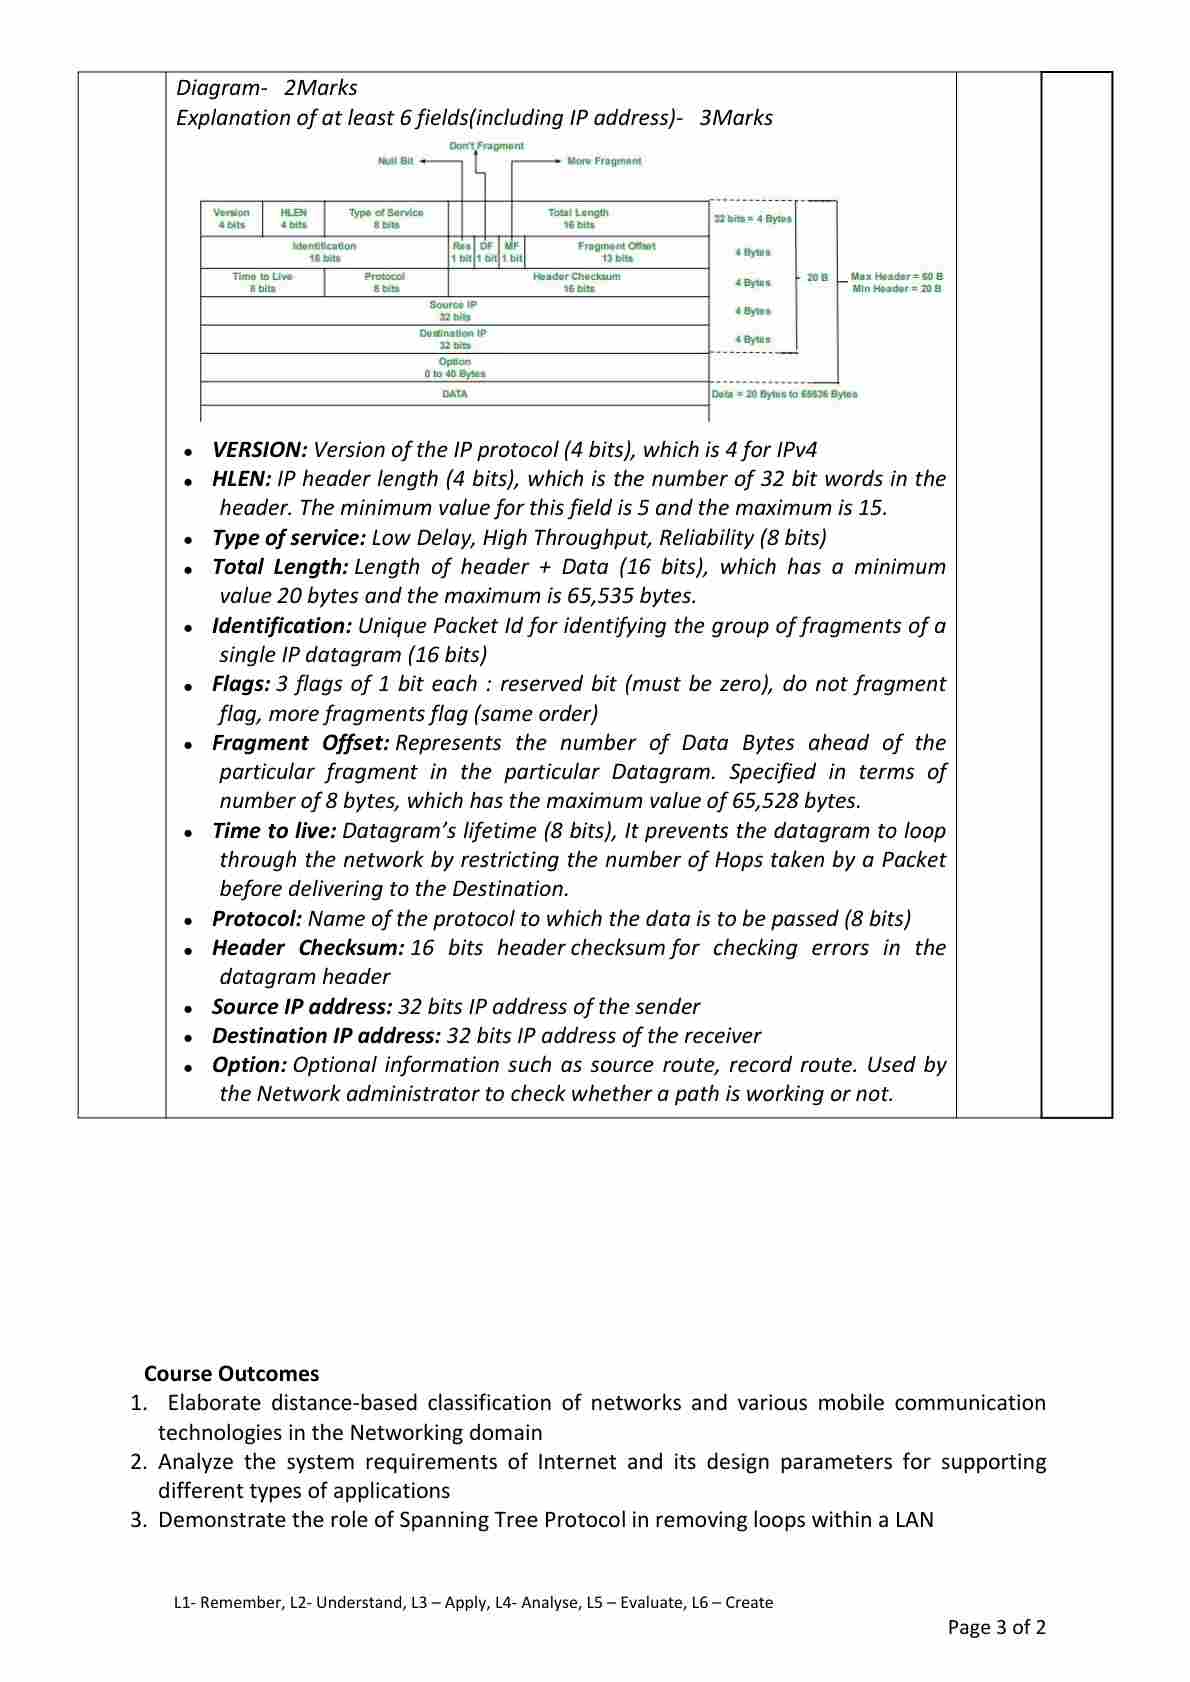 Diagram-   2Marks
Explanation of at least 6 fields(including IP address)-   3Marks
Don't Fragment
Null Bit
More Fragment
Version
4 bits
HLEN
4 bits
Type of Service
8 bits
Total Length
16 bits
32 bits = 4 Bytes
Identification
16 bits
Res
1 bit
DF
1 bit
MF
1 bit
Fragment Offset
13 bits
4 Bytes
Time to Live
8 bits
Protocol
8 bits
Header Checksum
16 bits
4 Bytes
20 B
Max Header = 60 B
Min Header = 20 B
Source IP
32 bits
4 Bytes
Destination IP
32 bits
4 Bytes
Option
0 to 40 Bytes
DATA
Data = 20 Bytes to 65536 Bytes
• VERSION: Version of the IP protocol (4 bits), which is 4 for IPv4
• HLEN: IP header length (4 bits), which is the number of 32 bit words in the
header. The minimum value for this field is 5 and the maximum is 15.
• Type of service: Low Delay, High Throughput, Reliability (8 bits)
• Total Length: Length of header + Data (16 bits), which has a minimum
value 20 bytes and the maximum is 65,535 bytes.
• Identification: Unique Packet Id for identifying the group of fragments of a
single IP datagram (16 bits)
• Flags: 3 flags of 1 bit each : reserved bit (must be zero), do not fragment
flag, more fragments flag (same order)
• Fragment Offset: Represents the number of Data Bytes ahead of the
particular fragment in the particular Datagram. Specified in terms of
number of 8 bytes, which has the maximum value of 65,528 bytes.
• Time to live: Datagram’s lifetime (8 bits), It prevents the datagram to loop
through the network by restricting the number of Hops taken by a Packet
before delivering to the Destination.
• Protocol: Name of the protocol to which the data is to be passed (8 bits)
• Header Checksum: 16 bits header checksum for checking errors in the
datagram header
• Source IP address: 32 bits IP address of the sender
• Destination IP address: 32 bits IP address of the receiver
• Option: Optional information such as source route, record route. Used by
the Network administrator to check whether a path is working or not.
Course Outcomes
1. Elaborate distance-based classification of networks and various mobile communication
technologies in the Networking domain
2. Analyze the system requirements of Internet and its design parameters for supporting
different types of applications
3. Demonstrate the role of Spanning Tree Protocol in removing loops within a LAN
L1- Remember, L2- Understand, L3 – Apply, L4- Analyse, L5 – Evaluate, L6 – Create
Page 3 of 2